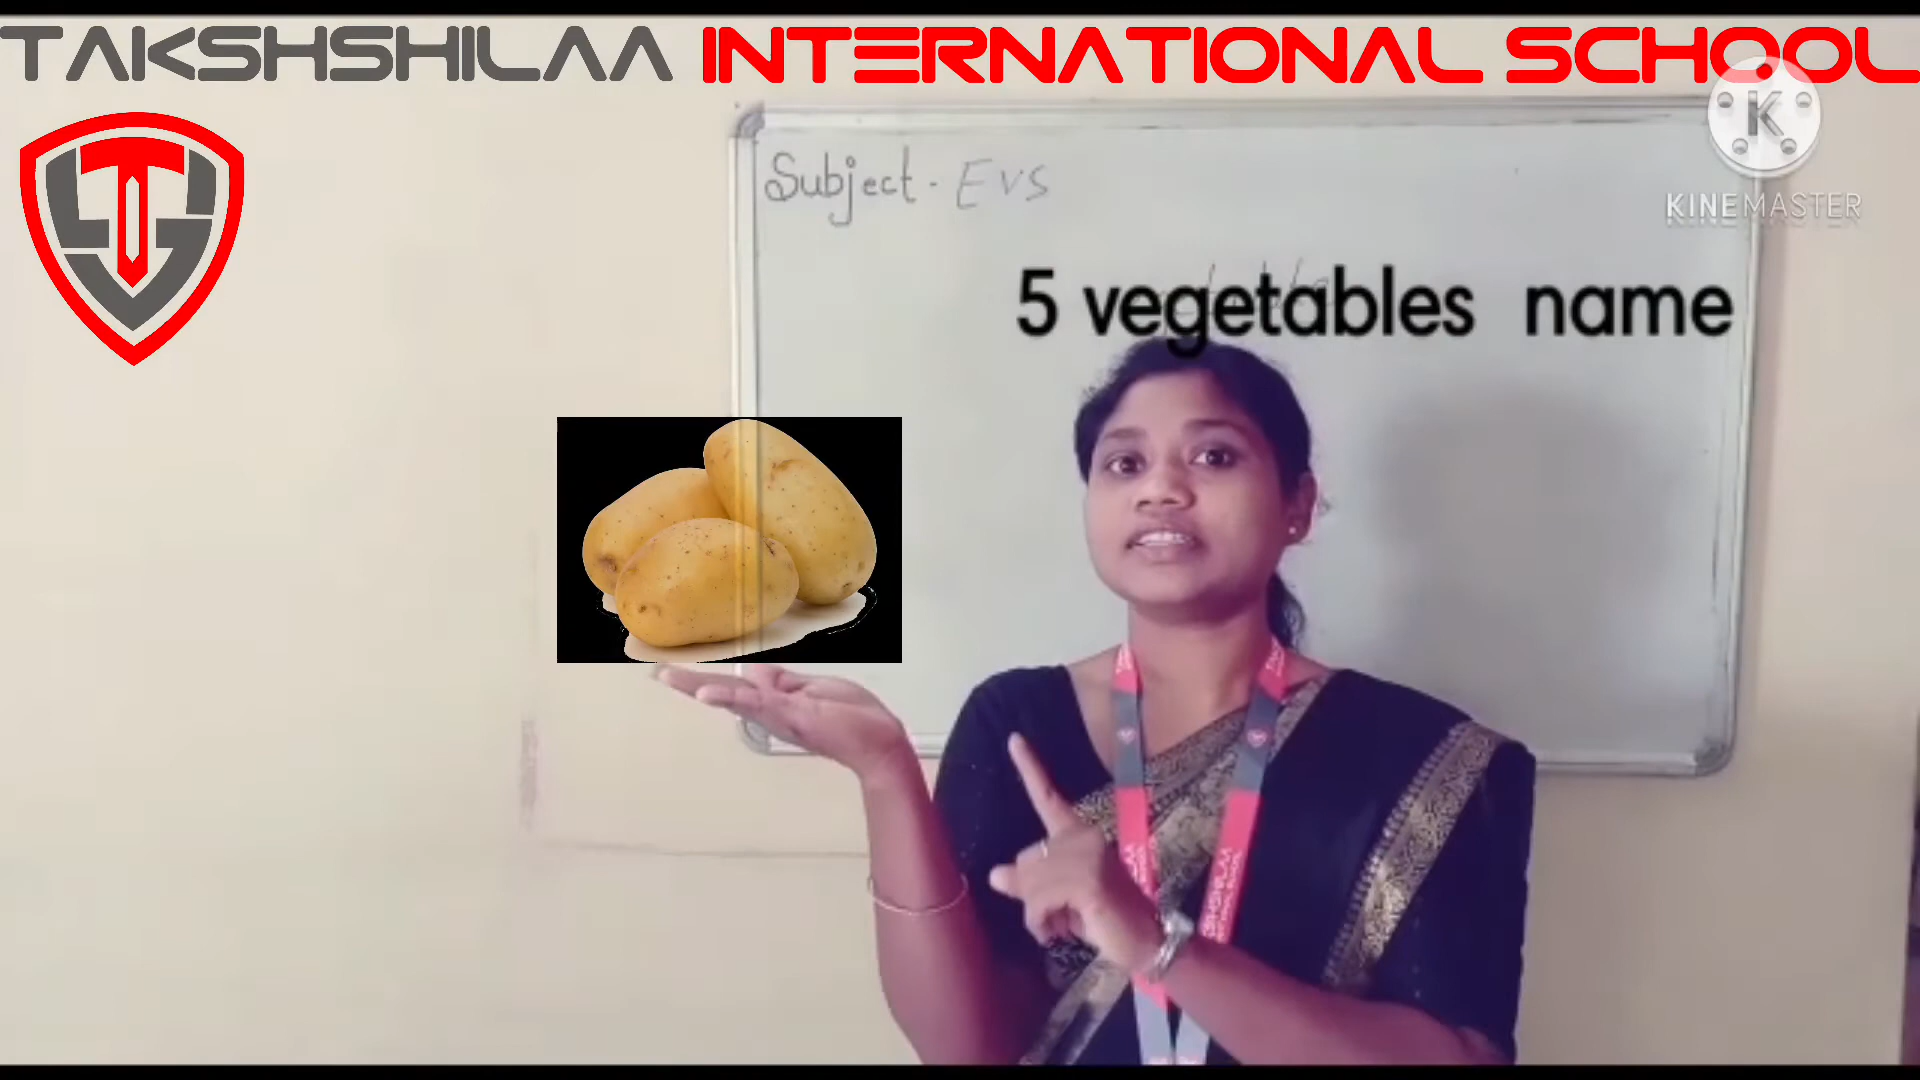 TAKSHSHILAA INTERNATIONAL SCHOOL
K
KINEMASTER
Subject - EVS
5 vegetables name